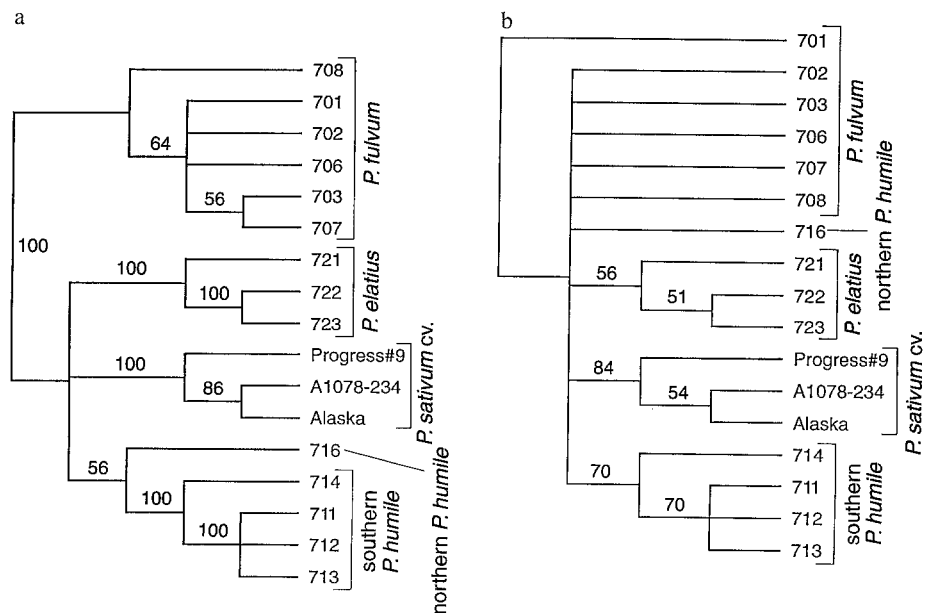 a
708
701
64
702
706
56
703
707
P. fulvum
100
100
721
100
722
723
P. elatius
100
Progress#9
86
A1078-234
Alaska
P. sativum cv.
56
716
northern P. humile
100
714
100
711
712
713
southern
P. humile
b
701
702
703
706
707
708
P. fulvum
716
northern P. humile
56
721
51
722
723
P. elatius
84
Progress#9
54
A1078-234
Alaska
P. sativum cv.
70
714
70
711
712
713
southern
P. humile